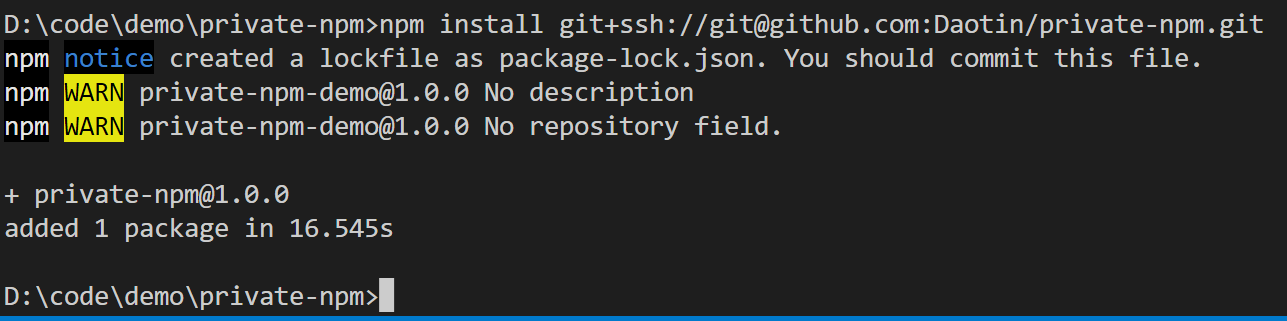 D:\code\demo\private-npm>npm install git+ssh://git@github.com:Daotin/private-npm.git
npm notice created a lockfile as package-lock.json. You should commit this file.
npm WARN private-npm-demo@1.0.0 No description
npm WARN private-npm-demo@1.0.0 No repository field.
+ private-npm@1.0.0
added 1 package in 16.545s
D:\code\demo\private-npm>